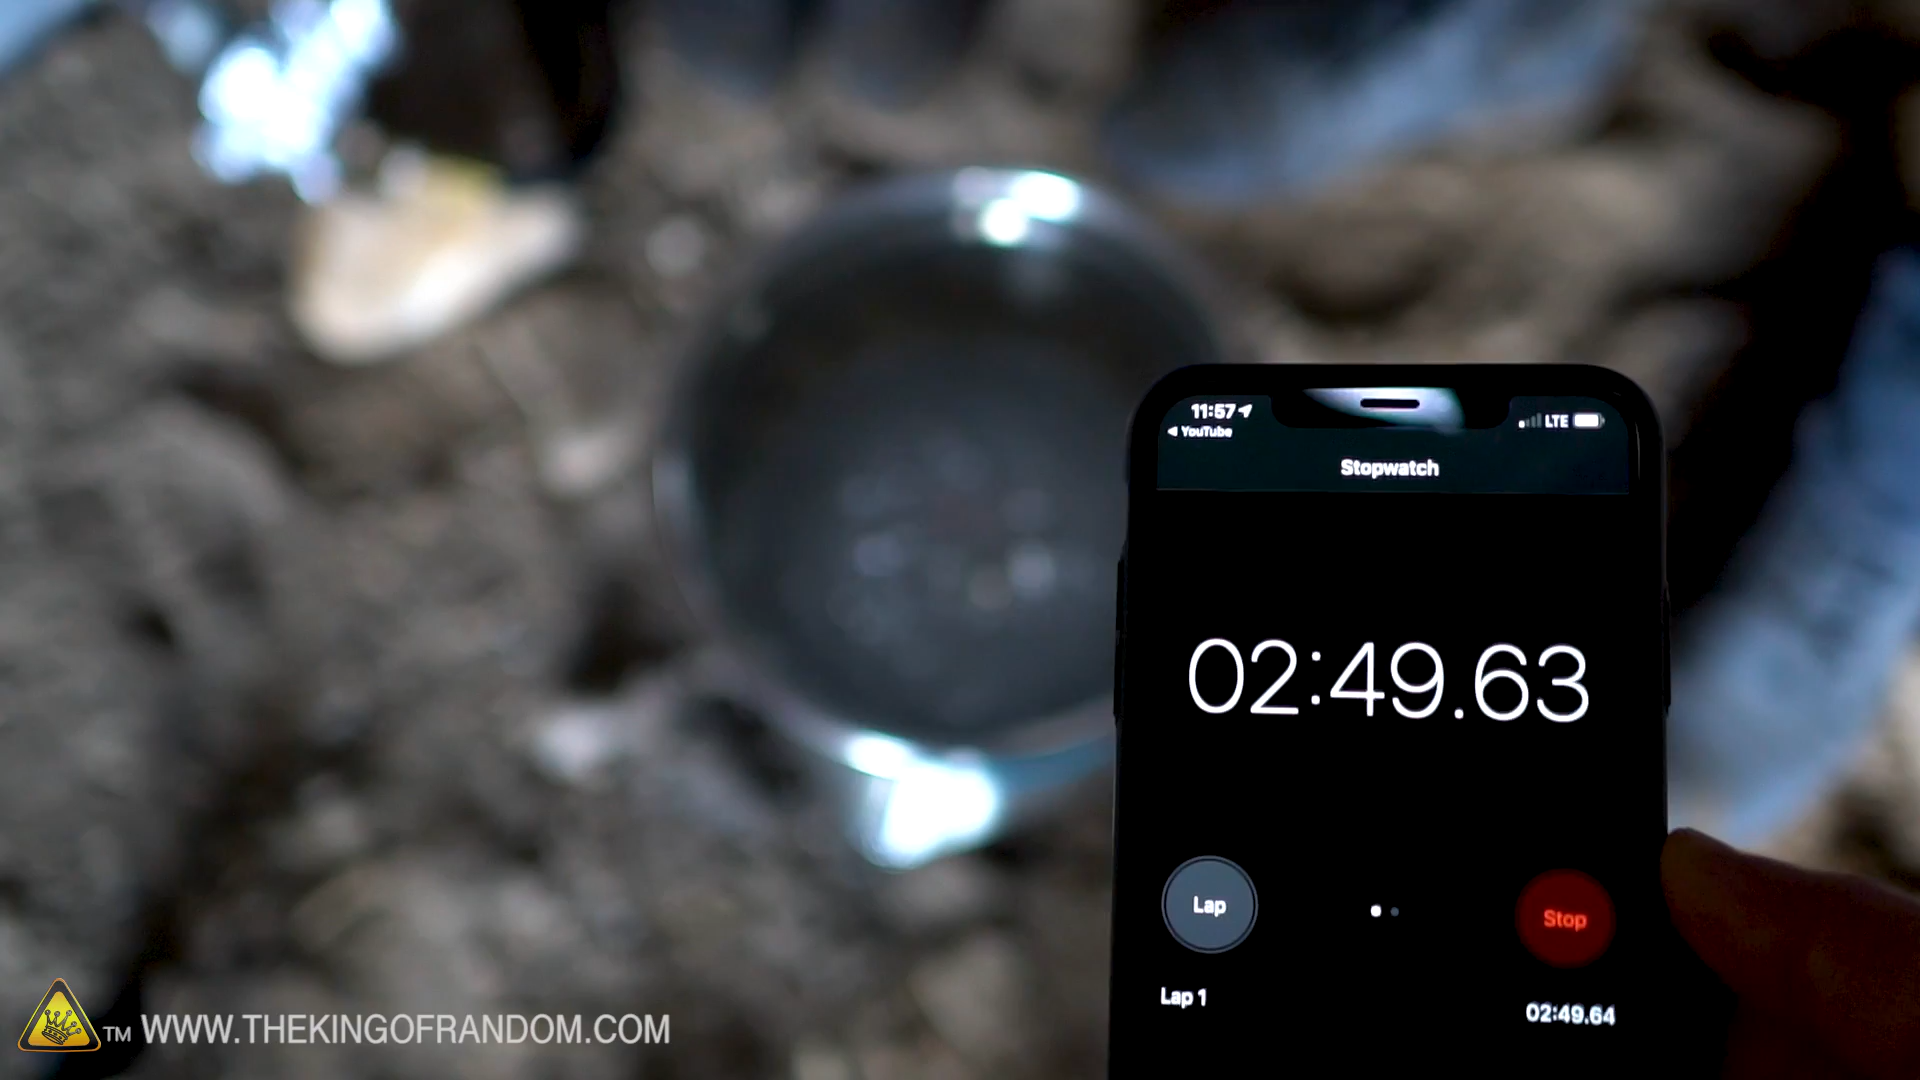 11:57
LTE
◀ YouTube
Stopwatch
02:49.63
Lap
Stop
Lap 1
02:49.64
TM WWW.THEKINGOFRANDOM.COM